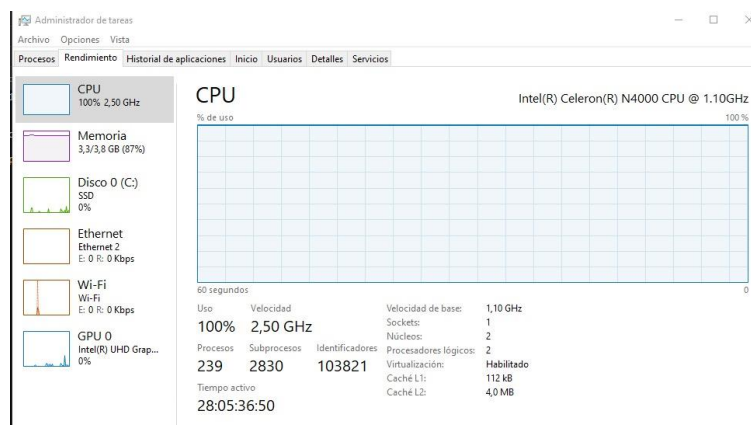 Administrador de tareas
Archivo Opciones Vista
Procesos Rendimiento Historial de aplicaciones Inicio Usuarios Detalles Servicios
CPU
100% 2,50 GHz
Memoria
3,3/3,8 GB (87%)
Disco 0 (C:)
SSD
0%
Ethernet
Ethernet 2
E: 0 R: 0 Kbps
Wi-Fi
Wi-Fi
E: 0 R: 0 Kbps
GPU 0
Intel(R) UHD Grap...
0%
CPU Intel(R) Celeron(R) N4000 CPU @ 1.10GHz
% de uso 100 %
60 segundos 0
Uso Velocidad
100% 2,50 GHz
Procesos Subprocesos Identificadores
239 2830 103821
Tiempo activo
28:05:36:50
Velocidad de base: 1,10 GHz
Sockets: 1
Núcleos: 2
Procesadores lógicos: 2
Virtualización: Habilitado
Caché L1: 112 kB
Caché L2: 4,0 MB